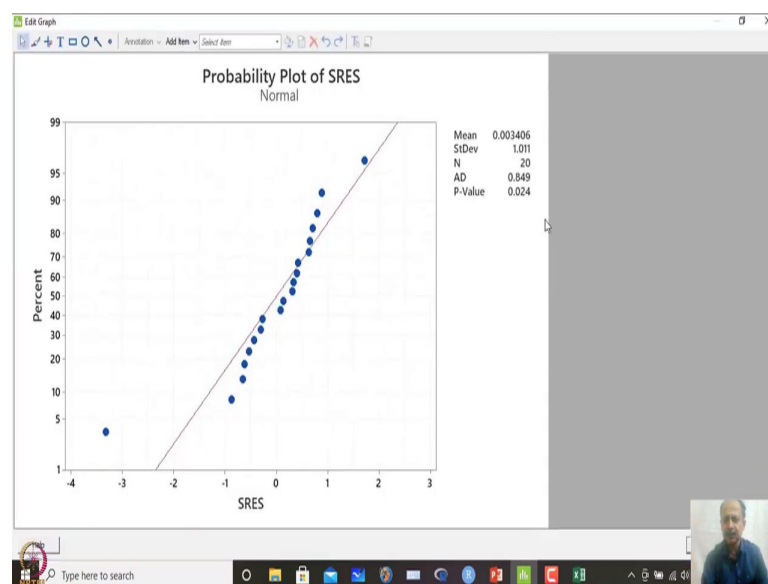 Edit Graph
T Annotation Add Item Select Item
Probability Plot of SRES
Normal
99
95
90
80
70
60
50
40
30
20
10
5
1
Percent
-4 -3 -2 -1 0 1 2 3
SRES
Mean 0.003406
StDev 1.011
N 20
AD 0.849
P-Value 0.024
Type here to search